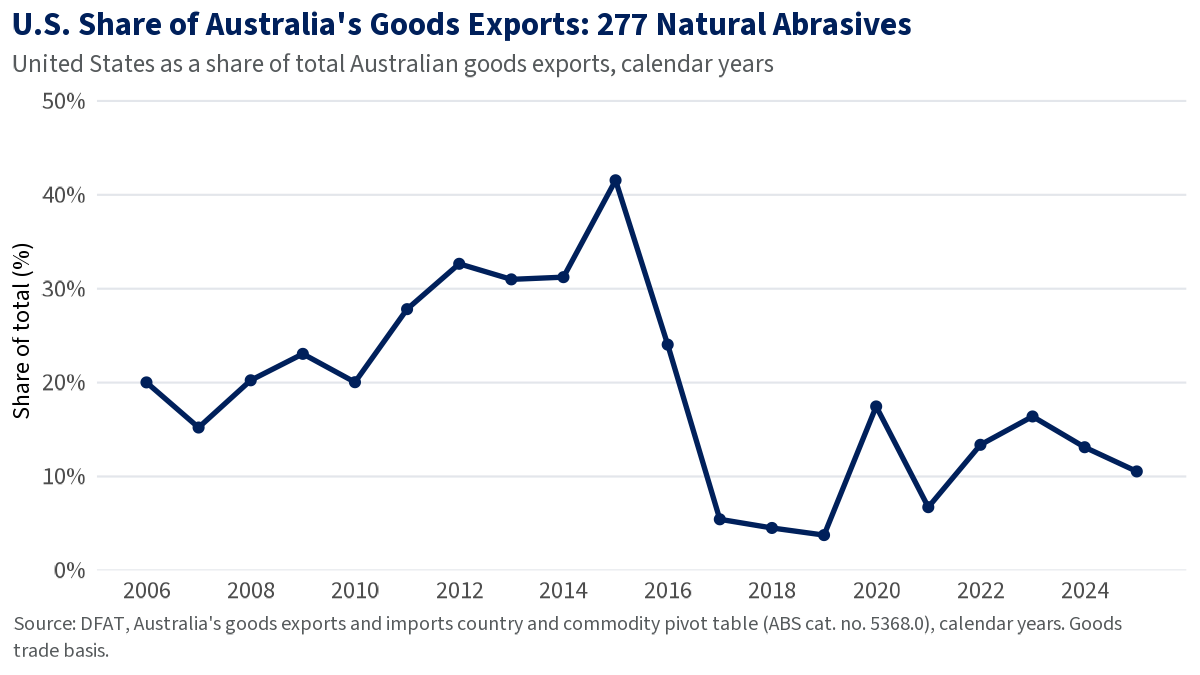 U.S. Share of Australia's Goods Exports: 277 Natural Abrasives
United States as a share of total Australian goods exports, calendar years
50%
40%
30%
20%
10%
0%
Share of total (%)
2006 2008 2010 2012 2014 2016 2018 2020 2022 2024
Source: DFAT, Australia's goods exports and imports country and commodity pivot table (ABS cat. no. 5368.0), calendar years. Goods
trade basis.